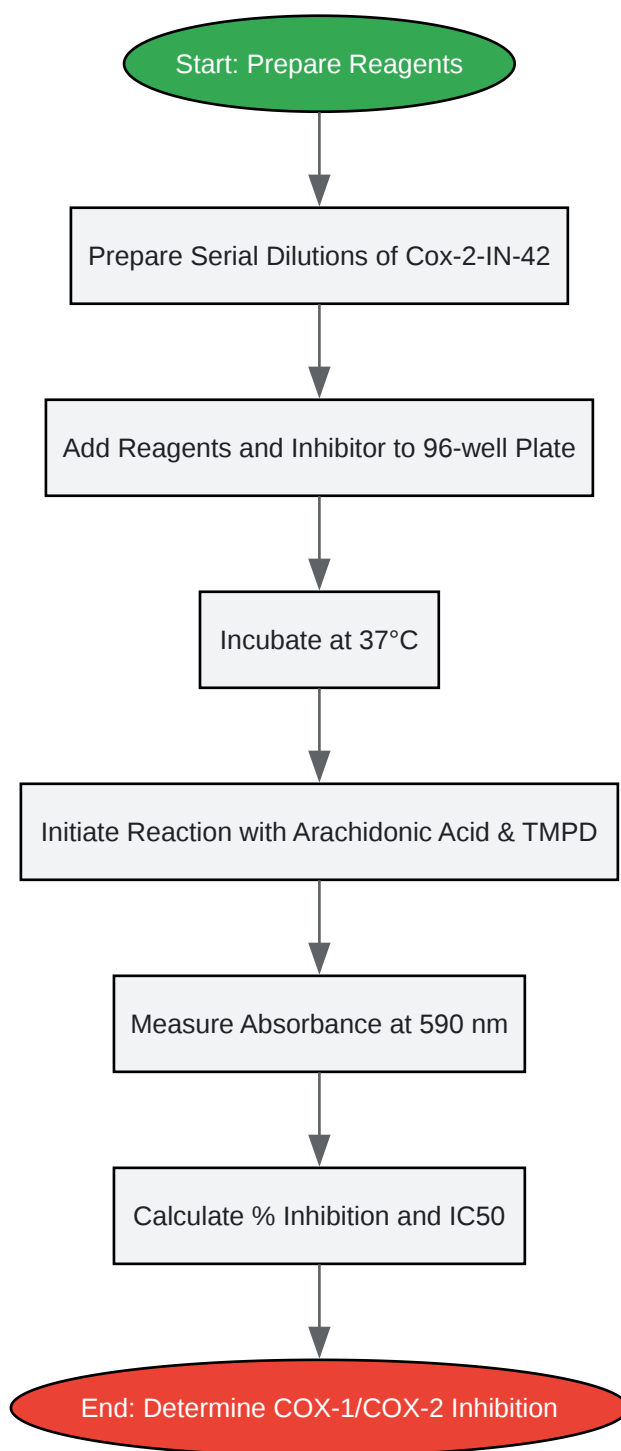 Start: Prepare Reagents
Prepare Serial Dilutions of Cox-2-IN-42
Add Reagents and Inhibitor to 96-well Plate
Incubate at 37°C
Initiate Reaction with Arachidonic Acid & TMPD
Measure Absorbance at 590 nm
Calculate % Inhibition and IC50
End: Determine COX-1/COX-2 Inhibition